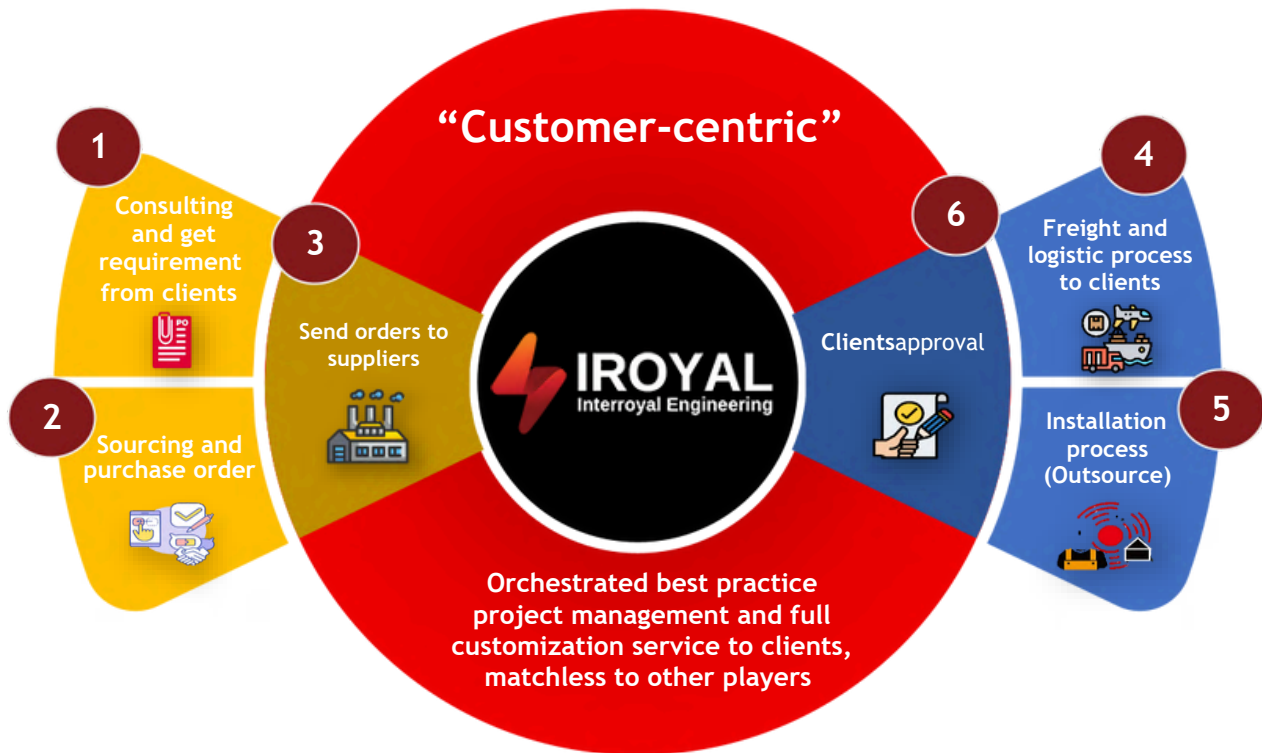 “Customer-centric”
1
Consulting
and get
requirement
from clients
PO
2
Sourcing and
purchase order
3
Send orders to
suppliers
IROYAL
Interroyal Engineering
4
Freight and
logistic process
to clients
5
Installation
process
(Outsource)
6
Clientsapproval
Orchestrated best practice
project management and full
customization service to clients,
matchless to other players